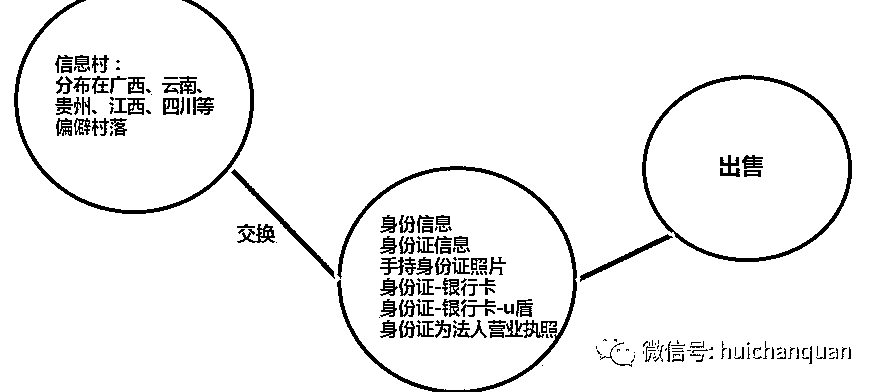 信息村：
分布在广西、云南、
贵州、江西、四川等
偏僻村落
交换
身份信息
身份证信息
手持身份证照片
身份证-银行卡
身份证-银行卡-u盾
身份证为法人营业执照
出售
微信号: huichanquan